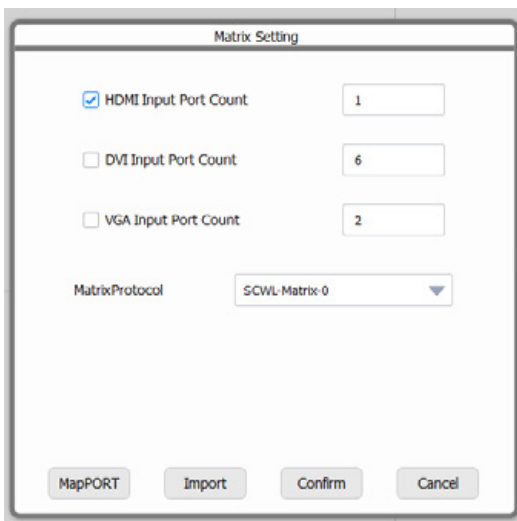 Matrix Setting
HDMI Input Port Count 1
DVI Input Port Count 6
VGA Input Port Count 2
MatrixProtocol SCWL-Matrix-0
MapPORT Import Confirm Cancel